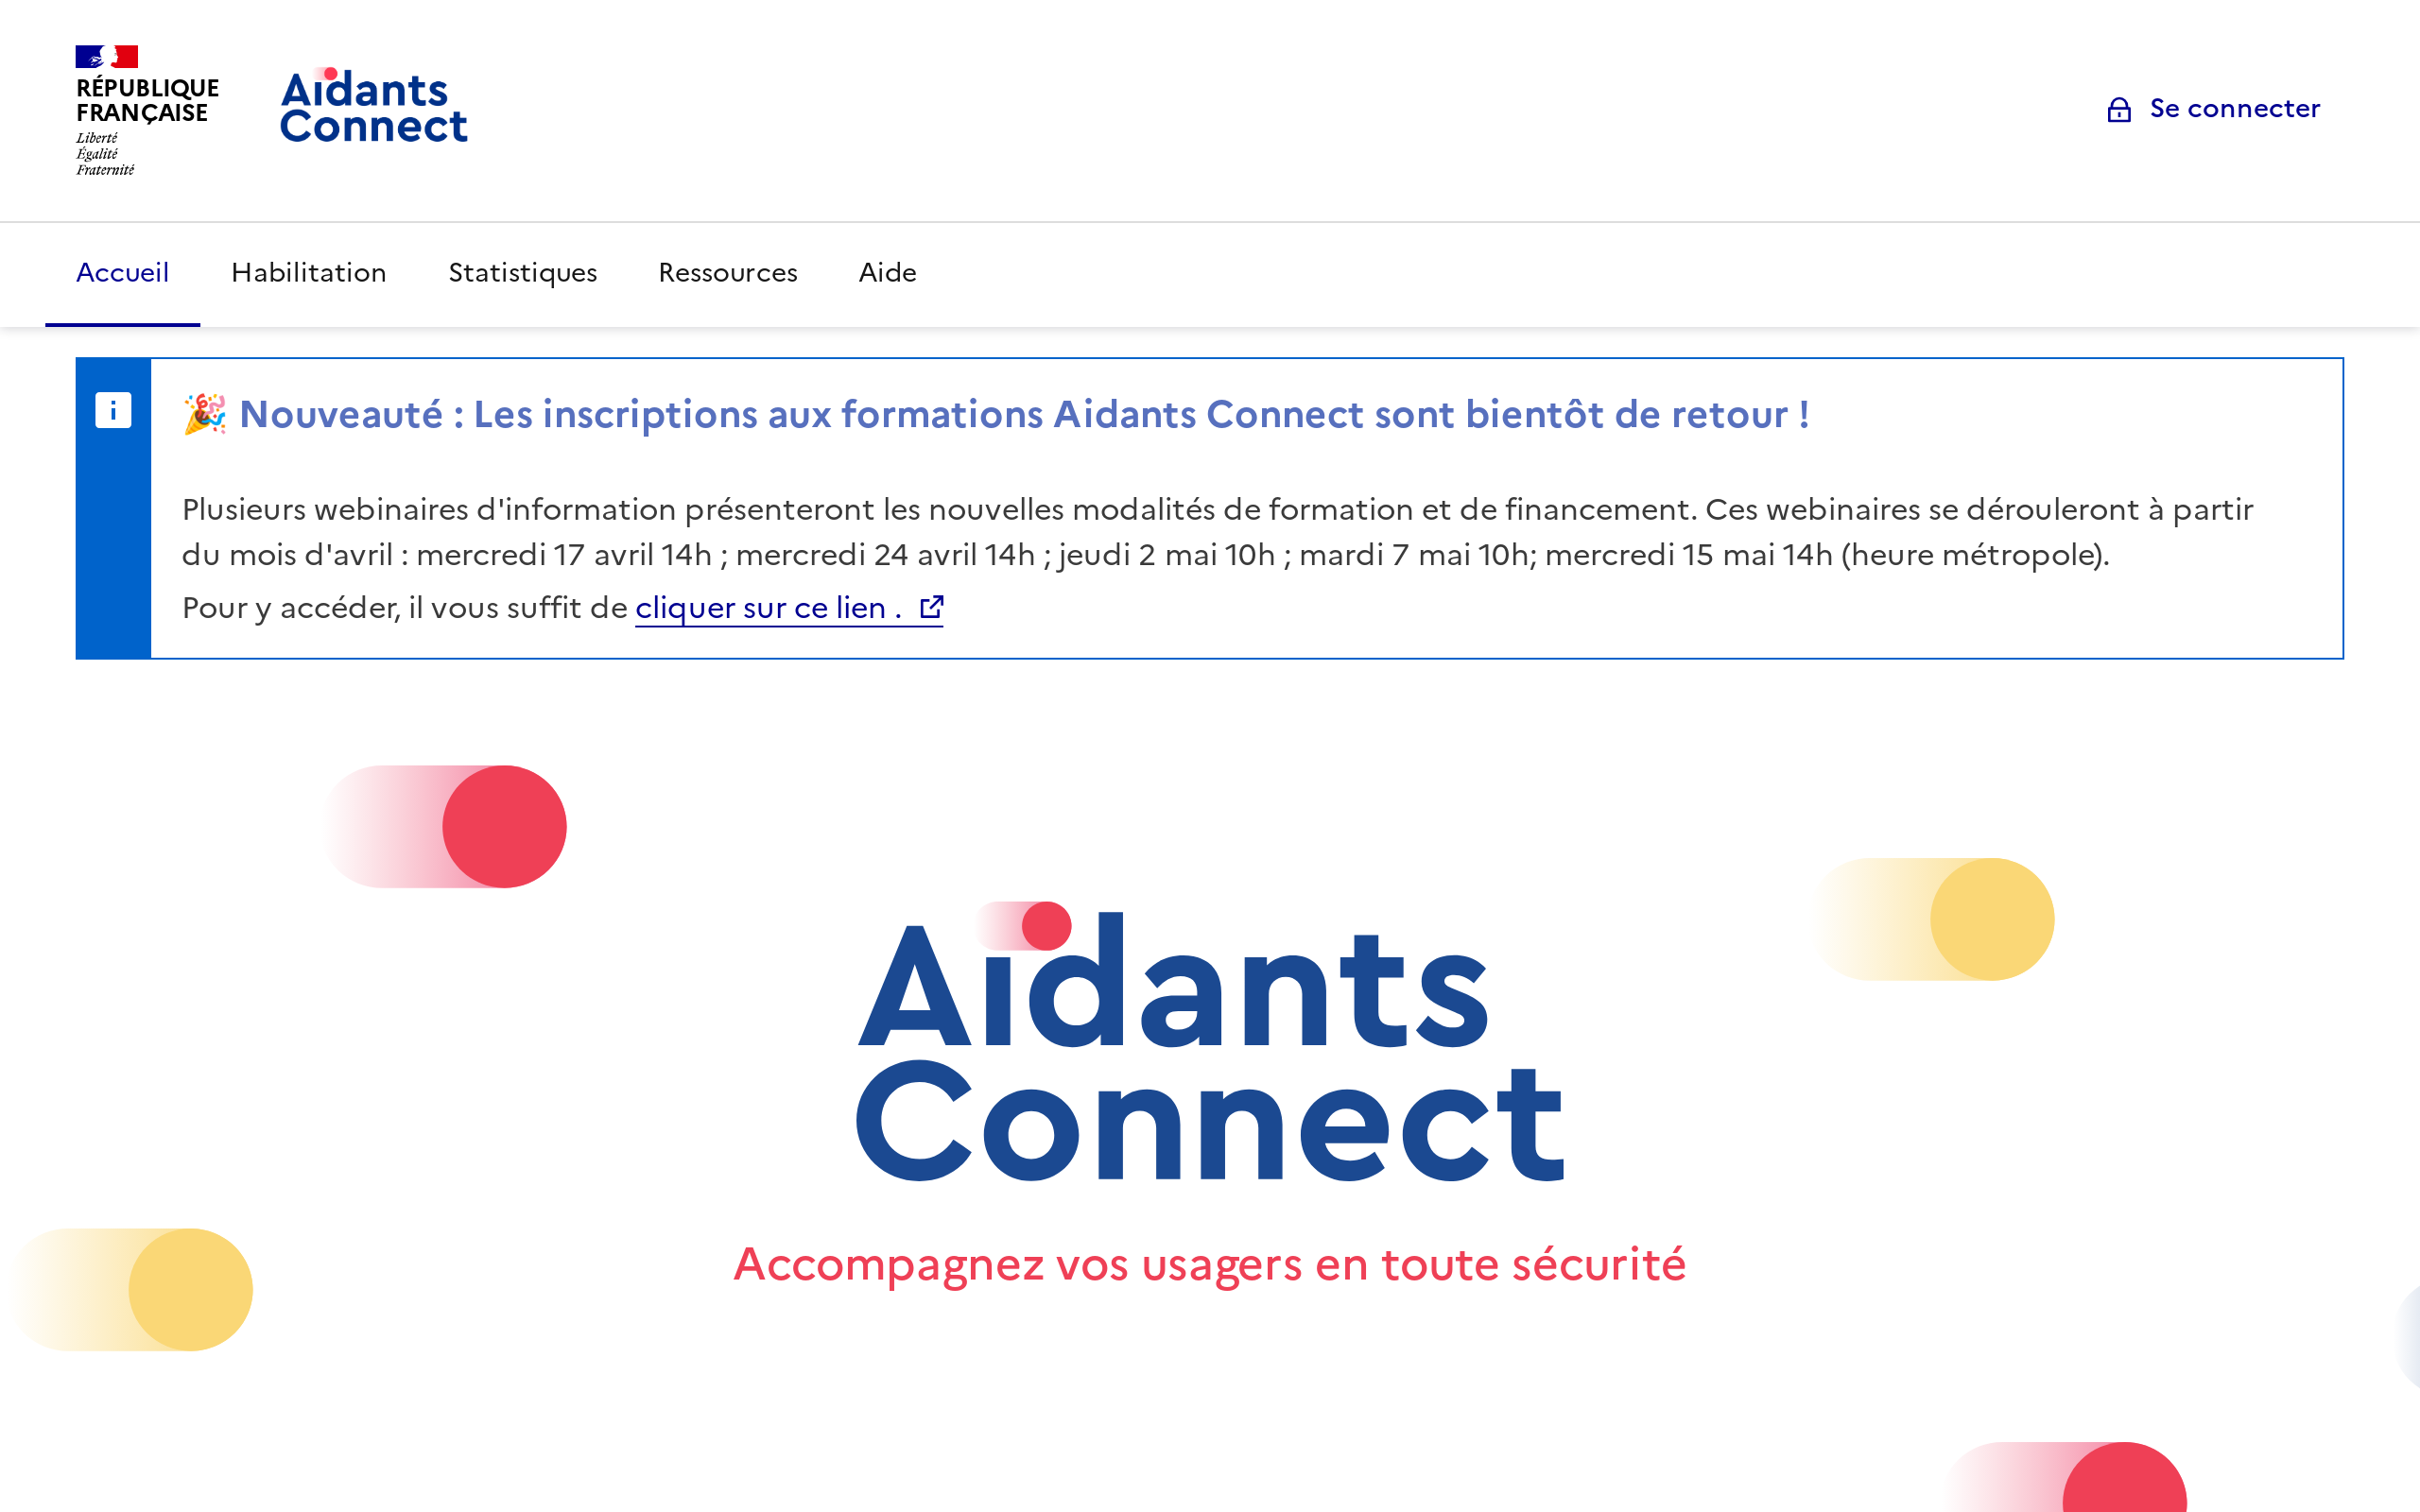 RÉPUBLIQUE
FRANÇAISE
Liberté
Égalité
Fraternité
Aidants
Connect
Se connecter
Accueil
Habilitation
Statistiques
Ressources
Aide
🎉 Nouveauté : Les inscriptions aux formations Aidants Connect sont bientôt de retour !
Plusieurs webinaires d'information présenteront les nouvelles modalités de formation et de financement. Ces webinaires se dérouleront à partir
du mois d'avril : mercredi 17 avril 14h ; mercredi 24 avril 14h ; jeudi 2 mai 10h ; mardi 7 mai 10h; mercredi 15 mai 14h (heure métropole).
Pour y accéder, il vous suffit de cliquer sur ce lien .
Aidants
Connect
Accompagnez vos usagers en toute sécurité